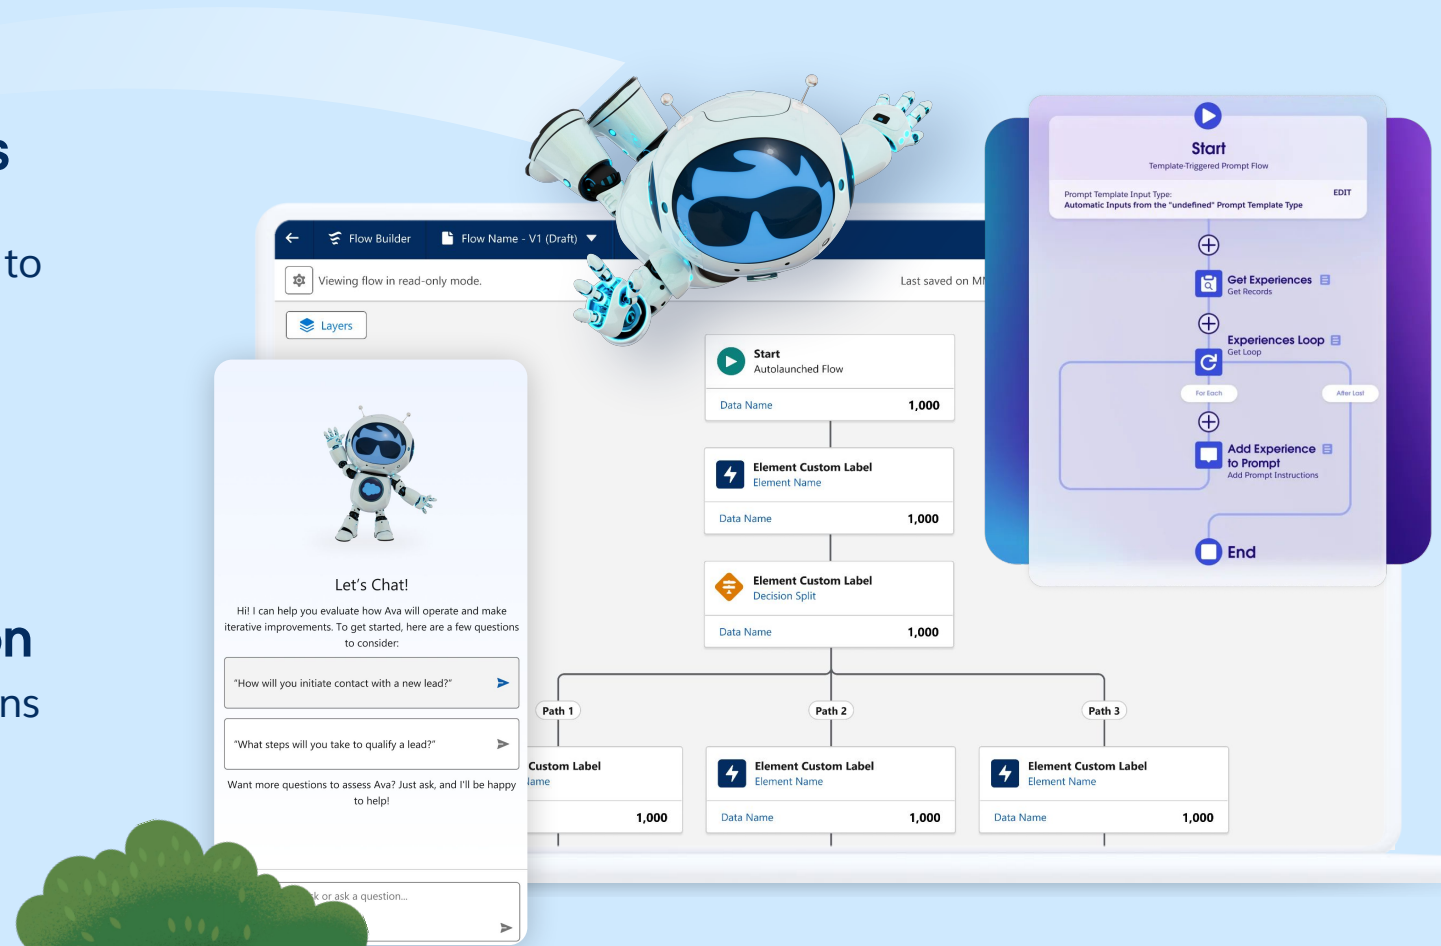 to
Flow Builder
Flow Name - V1 (Draft)
Viewing flow in read-only mode.
Last saved on
Layers
Start
Autolaunched Flow
Data Name 1,000
Element Custom Label
Element Name
Data Name 1,000
Element Custom Label
Decision Split
Data Name 1,000
Path 1
Path 2
Path 3
Custom Label
1,000
Element Custom Label
Element Name
Data Name 1,000
Element Custom Label
Element Name
Data Name 1,000
Let's Chat!
Hi! I can help you evaluate how Ava will operate and make
iterative improvements. To get started, here are a few questions
to consider:
"How will you initiate contact with a new lead?"
"What steps will you take to qualify a lead?"
Want more questions to assess Ava? Just ask, and I'll be happy
to help!
or ask a question...
Start
Template-Triggered Prompt Flow
Prompt Template Input Type:
EDIT
Automatic Inputs from the "undefined" Prompt Template Type
Get Experiences
Get Records
Experiences Loop
Get Loop
For Each
After Last
Add Experience
to Prompt
Add Prompt Instructions
End